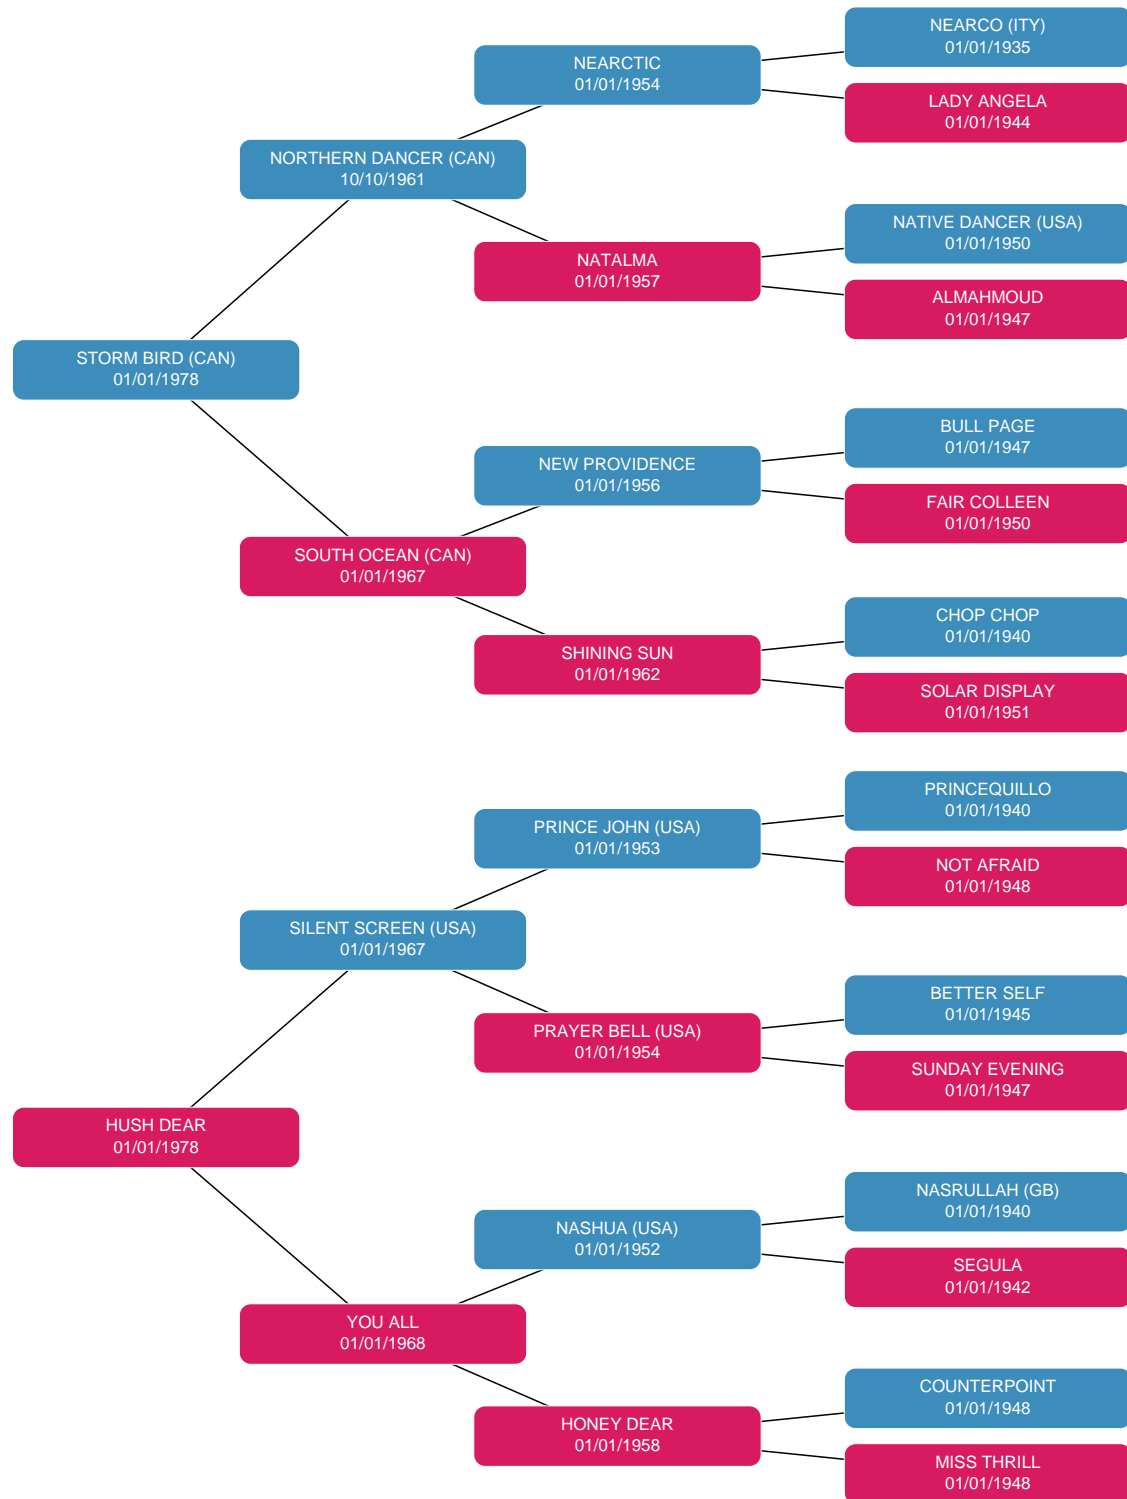 NEARCO (ITY)
01/01/1935
NEARCTIC
01/01/1954
LADY ANGELA
01/01/1944
NORTHERN DANCER (CAN)
10/10/1961
NATIVE DANCER (USA)
01/01/1950
NATALMA
01/01/1957
ALMAHMOUD
01/01/1947
STORM BIRD (CAN)
01/01/1978
BULL PAGE
01/01/1947
NEW PROVIDENCE
01/01/1956
FAIR COLLEEN
01/01/1950
SOUTH OCEAN (CAN)
01/01/1967
CHOP CHOP
01/01/1940
SHINING SUN
01/01/1962
SOLAR DISPLAY
01/01/1951
PRINCEQUILLO
01/01/1940
PRINCE JOHN (USA)
01/01/1953
NOT AFRAID
01/01/1948
SILENT SCREEN (USA)
01/01/1967
BETTER SELF
01/01/1945
PRAYER BELL (USA)
01/01/1954
SUNDAY EVENING
01/01/1947
HUSH DEAR
01/01/1978
NASRULLAH (GB)
01/01/1940
NASHUA (USA)
01/01/1952
SEGULA
01/01/1942
YOU ALL
01/01/1968
COUNTERPOINT
01/01/1948
HONEY DEAR
01/01/1958
MISS THRILL
01/01/1948